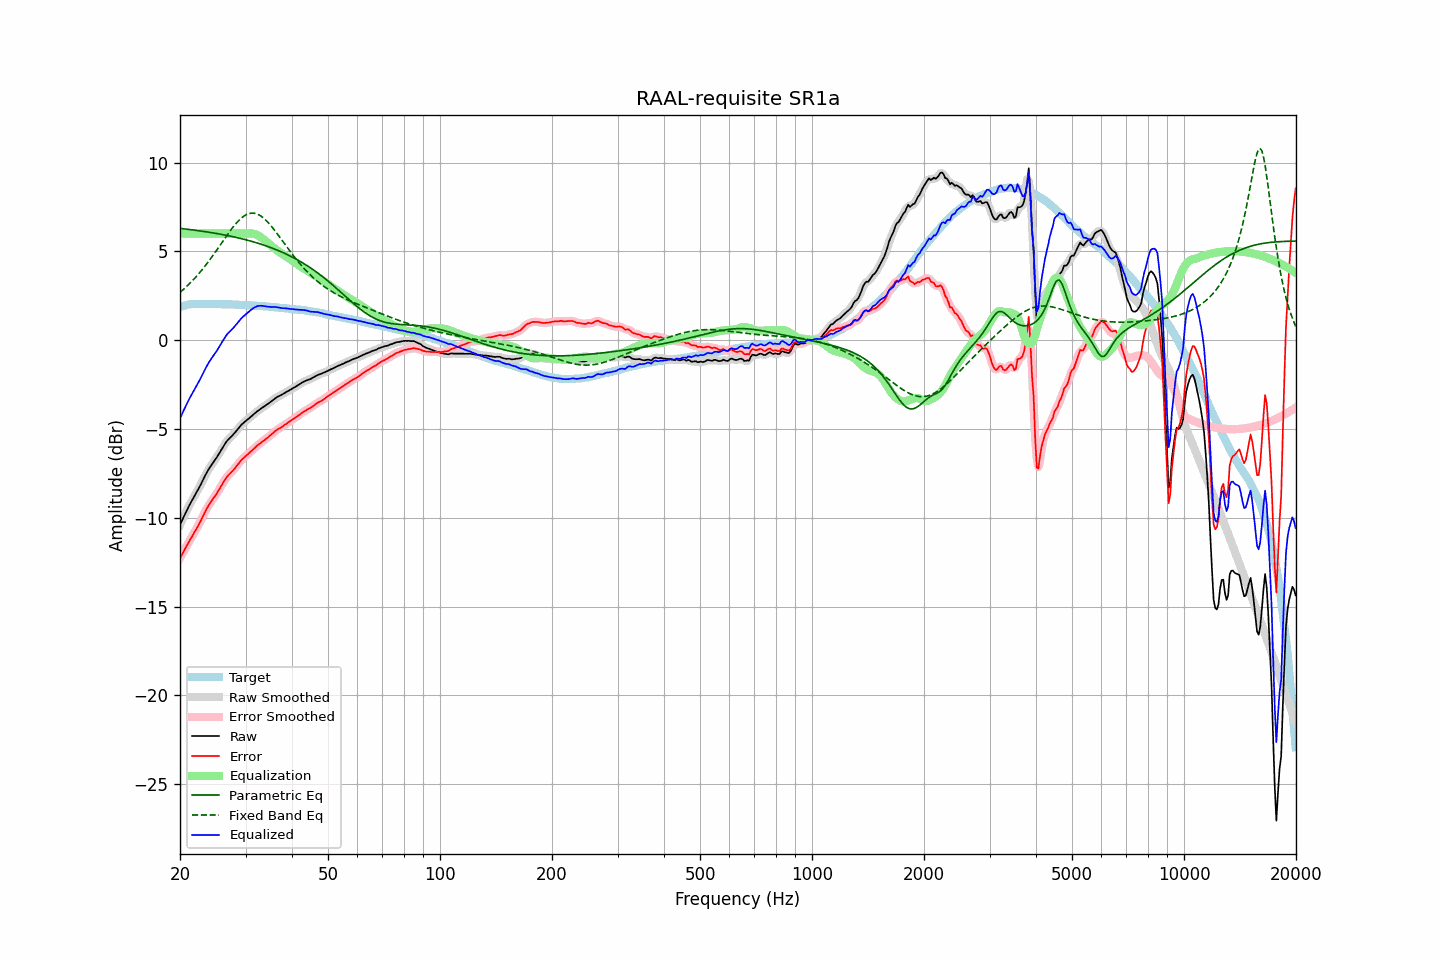 RAAL-requisite SR1a
10
5
0
−5
−10
−15
−20
−25
Amplitude (dBr)
Target
Raw Smoothed
Error Smoothed
Raw
Error
Equalization
Parametric Eq
Fixed Band Eq
Equalized
20 50 100 200 500 1000 2000 5000 10000 20000
Frequency (Hz)